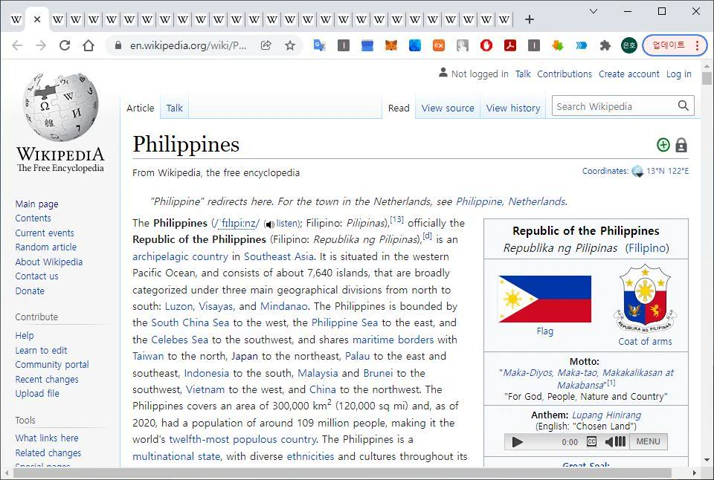 en.wikipedia.org/wiki/P...
업데이트
Not logged in Talk Contributions Create account Log in
Article Talk Read View source View history Search Wikipedia
WIKIPEDIA
The Free Encyclopedia
Main page
Contents
Current events
Random article
About Wikipedia
Contact us
Donate
Contribute
Help
Learn to edit
Community portal
Recent changes
Upload file
Tools
What links here
Related changes
Special pages
Philippines
From Wikipedia, the free encyclopedia
Coordinates: 13°N 122°E
"Philippine" redirects here. For the town in the Netherlands, see Philippine, Netherlands.
The Philippines (/ˈfɪlɪpiːnz/ (listen); Filipino: Pilipinas),[13] officially the
Republic of the Philippines (Filipino: Republika ng Pilipinas),[d] is an
archipelagic country in Southeast Asia. It is situated in the western
Pacific Ocean, and consists of about 7,640 islands, that are broadly
categorized under three main geographical divisions from north to
south: Luzon, Visayas, and Mindanao. The Philippines is bounded by
the South China Sea to the west, the Philippine Sea to the east, and
the Celebes Sea to the southwest, and shares maritime borders with
Taiwan to the north, Japan to the northeast, Palau to the east and
southeast, Indonesia to the south, Malaysia and Brunei to the
southwest, Vietnam to the west, and China to the northwest. The
Philippines covers an area of 300,000 km2 (120,000 sq mi) and, as of
2020, had a population of around 109 million people, making it the
world's twelfth-most populous country. The Philippines is a
multinational state, with diverse ethnicities and cultures throughout its
Republic of the Philippines
Republika ng Pilipinas (Filipino)
Flag
Coat of arms
Motto:
"Maka-Diyos, Maka-tao, Makakalikasan at
Makabansa"[1]
"For God, People, Nature and Country"
Anthem: Lupang Hinirang
(English: "Chosen Land")
0:00 MENU
Great Seal: